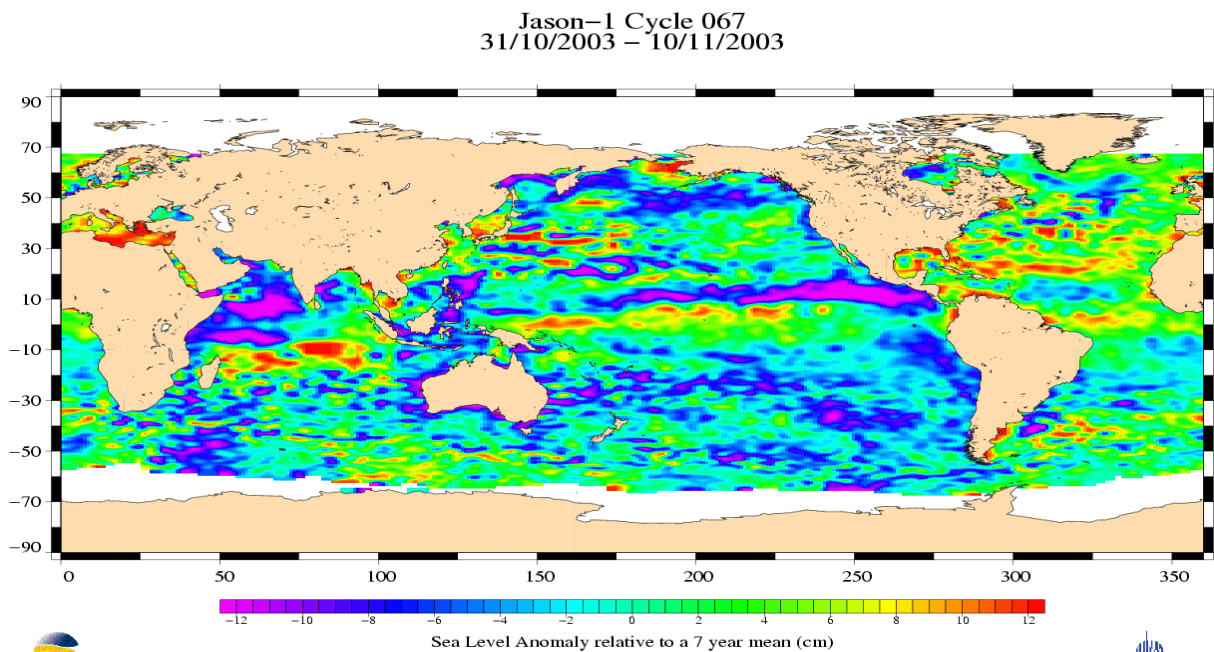 Jason-1 Cycle 067
31/10/2003 - 10/11/2003
90
70
50
30
10
-10
-30
-50
-70
-90
0 50 100 150 200 250 300 350
-12 -10 -8 -6 -4 -2 0 2 4 6 8 10 12
Sea Level Anomaly relative to a 7 year mean (cm)